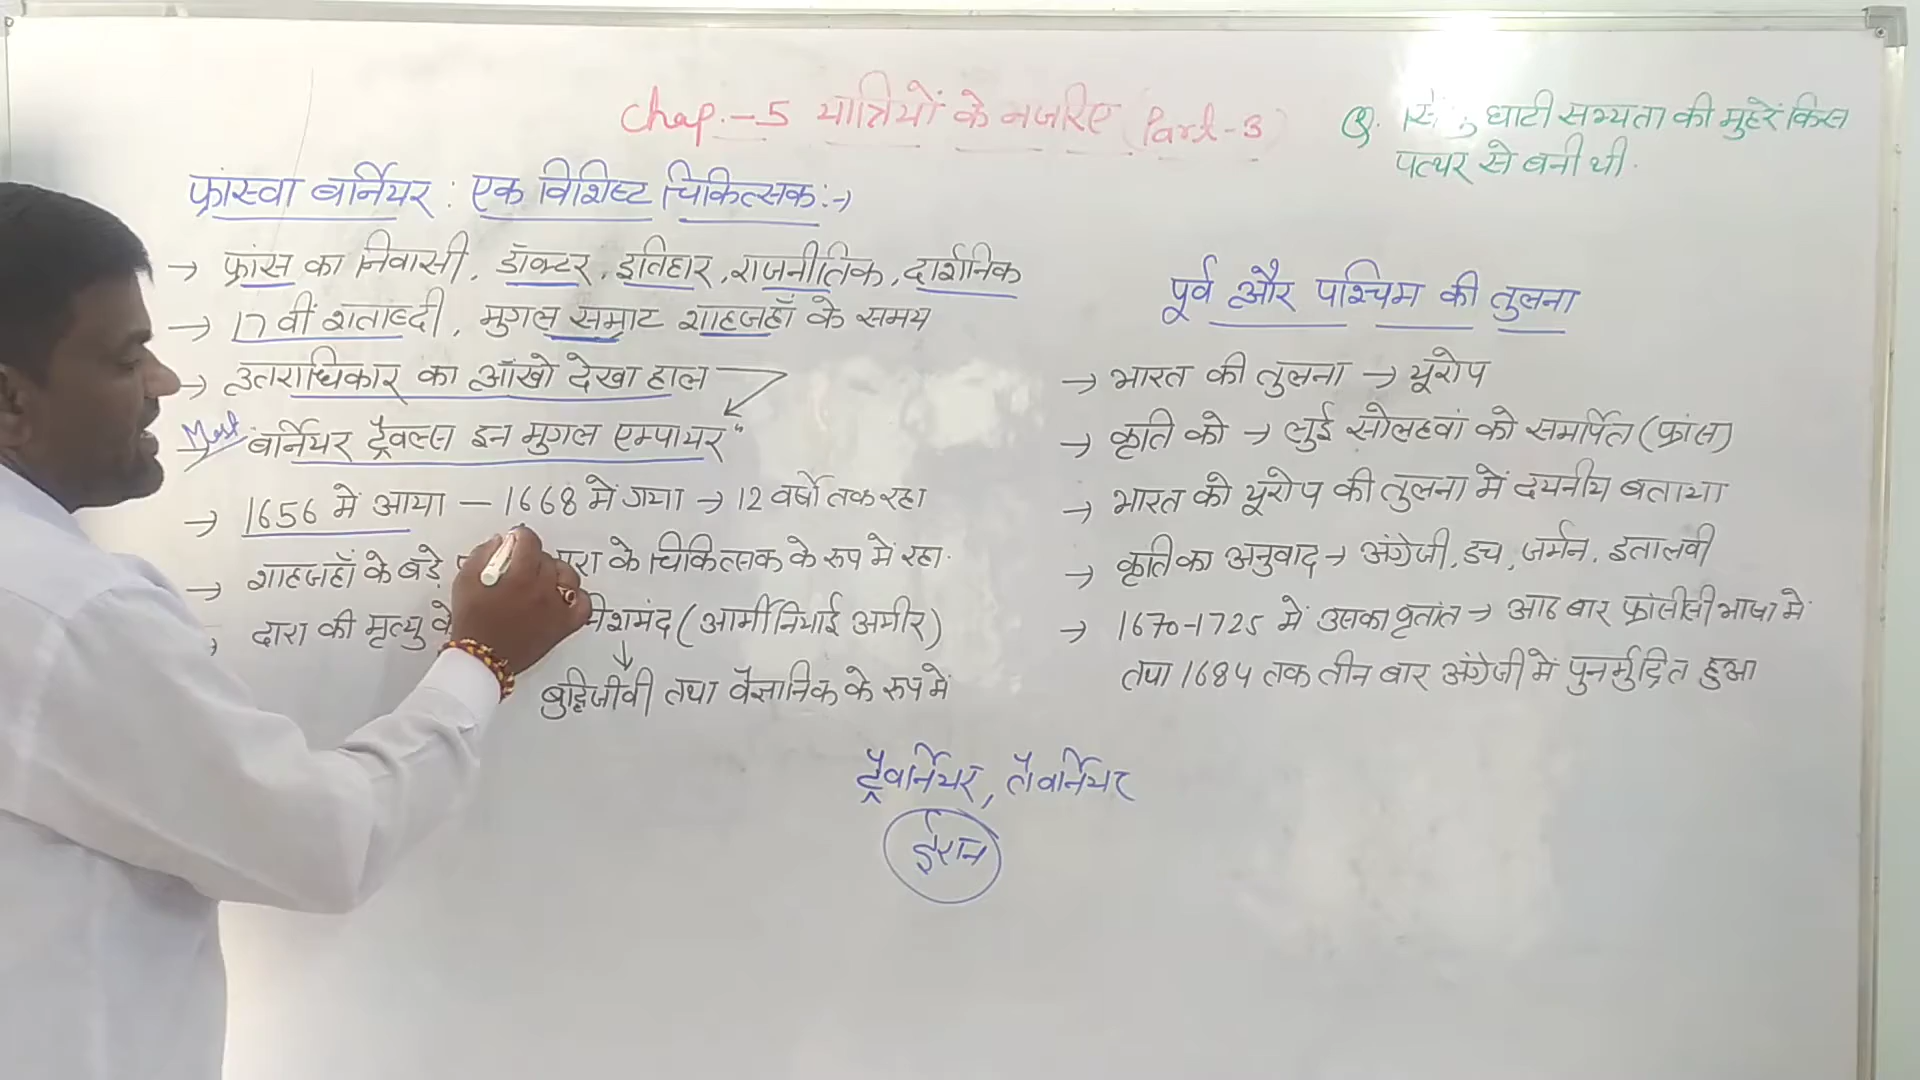 Chap.-5 यात्रियों के नजरिए (Part-3)
Q. घाटी सभ्यता की मुहरें किस
पत्थर से बनी थी.
फ्रांस्वा बर्नियर : एक विशिष्ट चिकित्सक:→
→ फ्रांस का निवासी, डॉक्टर, इतिहार, राजनीतिक, दार्शनिक
→ 17 वीं शताब्दी, मुगल सम्राट शाहजहाँ के समय
→ उतराधिकार का आँखो देखा हाल
Most "बर्नियर ट्रैवल्स इन मुगल एम्पायर"
→ 1656 में आया – 1668 में गया → 12 वर्षो तक रहा
→ शाहजहाँ के बड़े के चिकित्सक के रूप में रहा.
→ दारा की मृत्यु (आर्मीनियाई अमीर)
↓
बुद्धिजीवी तथा वैज्ञानिक के रूप में
पूर्व और पश्चिम की तुलना
→ भारत की तुलना → यूरोप
→ कृति को → लुई सोलहवां को समर्पित (फ्रांस)
→ भारत को यूरोप की तुलना में दयनीय बताया
→ कृति का अनुवाद → अंग्रेजी, डच, जर्मन, इतालवी
→ 1670-1725 में उसका वृतांत → आठ बार फ्रांसीसी भाषा में
तथा 1684 तक तीन बार अंग्रेजी में पुनर्मुद्रित हुआ
ट्रैवर्नियर, तैवर्नियर
ईरान